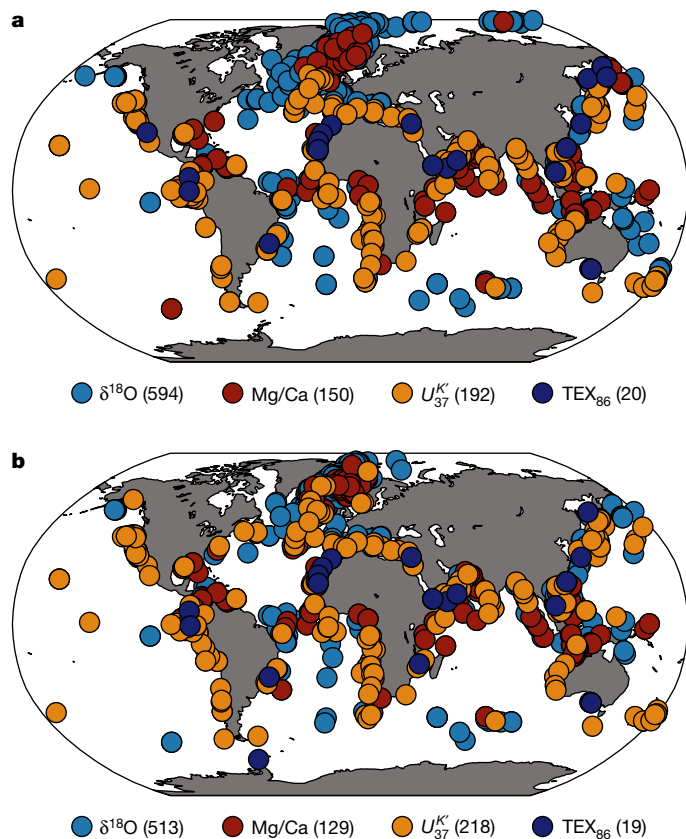 a
δ¹⁸O (594) Mg/Ca (150) U₃₇ᴷ′ (192) TEX₈₆ (20)
b
δ¹⁸O (513) Mg/Ca (129) U₃₇ᴷ′ (218) TEX₈₆ (19)